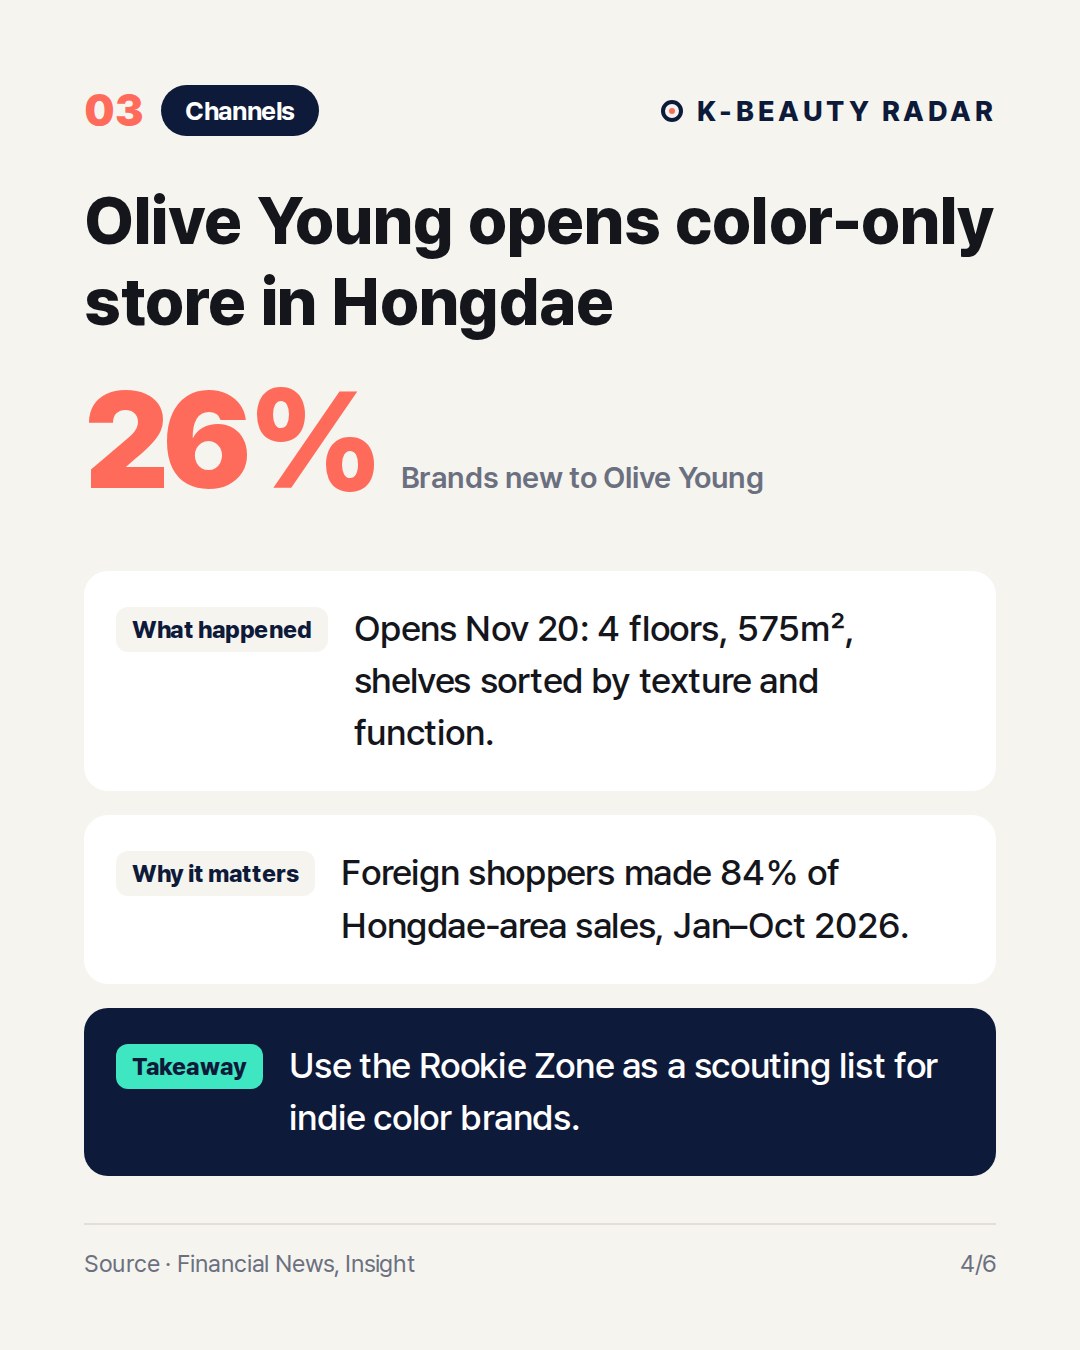 03 Channels K-BEAUTY RADAR
Olive Young opens color-only
store in Hongdae
26% Brands new to Olive Young
What happened Opens Nov 20: 4 floors, 575m²,
shelves sorted by texture and
function.
Why it matters Foreign shoppers made 84% of
Hongdae-area sales, Jan–Oct 2026.
Takeaway Use the Rookie Zone as a scouting list for
indie color brands.
Source · Financial News, Insight 4/6